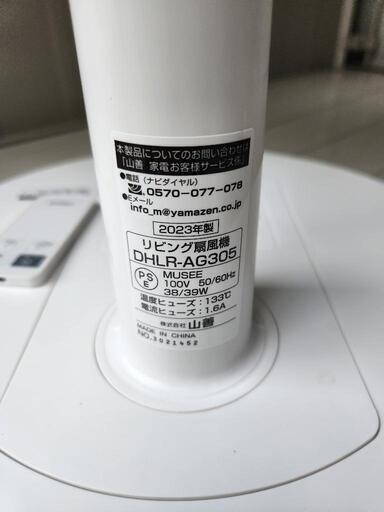 本製品についてのお問い合わせは
「山善 家電お客様サービス係」
●電話（ナビダイヤル）
0570-077-078
●Eメール
info_m@yamazen.co.jp
2023年製
リビング扇風機
DHLR-AG305
PS
E
MUSEE
100V 50/60Hz
38/39W
温度ヒューズ：133℃
電流ヒューズ：1.6A
株式会社 山善
MADE IN CHINA
NO.3021452